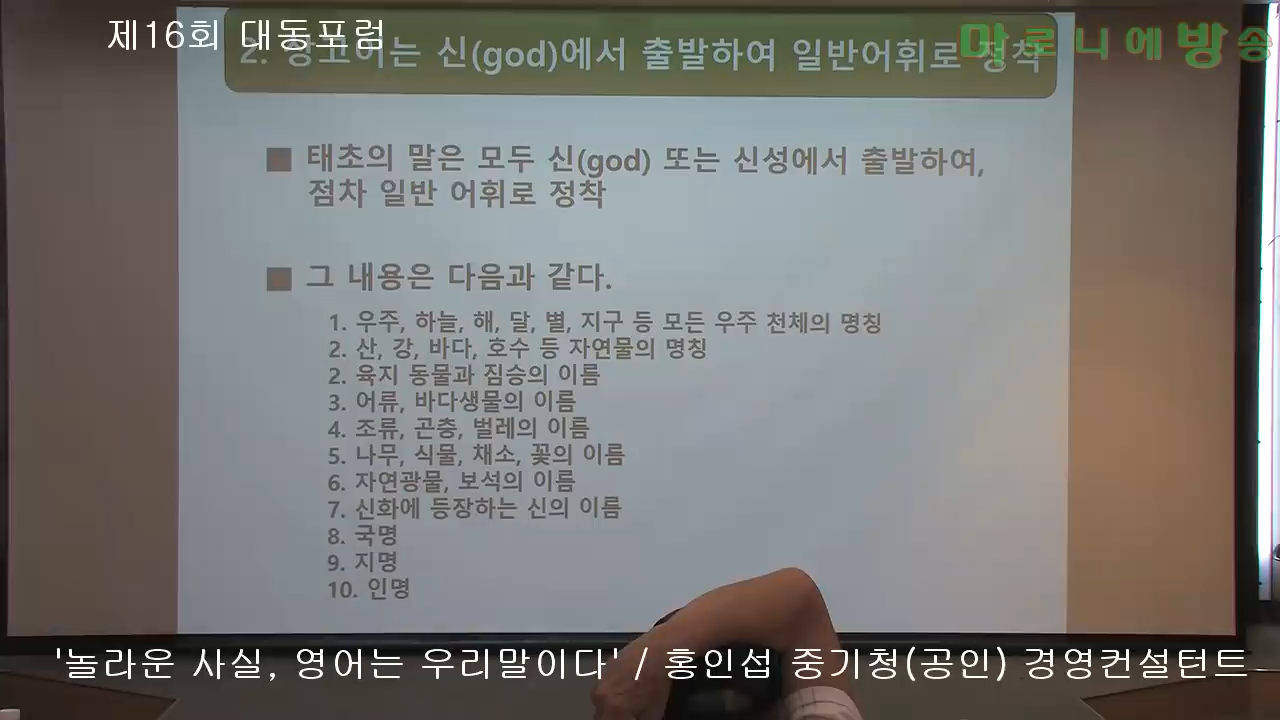 제16회 대동포럼
마로니에방송
2. 상고어는 신(god)에서 출발하여 일반어휘로 정착
■ 태초의 말은 모두 신(god) 또는 신성에서 출발하여,
점차 일반 어휘로 정착
■ 그 내용은 다음과 같다.
1. 우주, 하늘, 해, 달, 별, 지구 등 모든 우주 천체의 명칭
2. 산, 강, 바다, 호수 등 자연물의 명칭
2. 육지 동물과 짐승의 이름
3. 어류, 바다생물의 이름
4. 조류, 곤충, 벌레의 이름
5. 나무, 식물, 채소, 꽃의 이름
6. 자연광물, 보석의 이름
7. 신화에 등장하는 신의 이름
8. 국명
9. 지명
10. 인명
'놀라운 사실, 영어는 우리말이다' / 홍인섭 중기청(공인) 경영컨설턴트